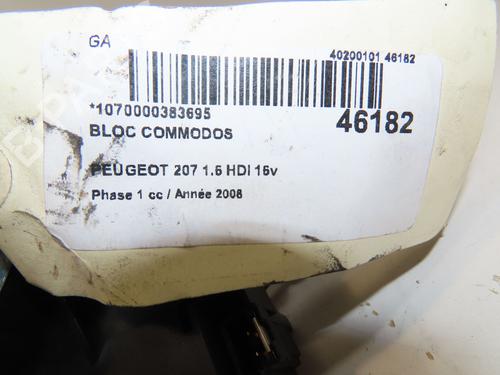 GA
40200101 46182
*1070000383695
46182
BLOC COMMODOS
PEUGEOT 207 1.6 HDI 16v
Phase 1 cc / Année 2008